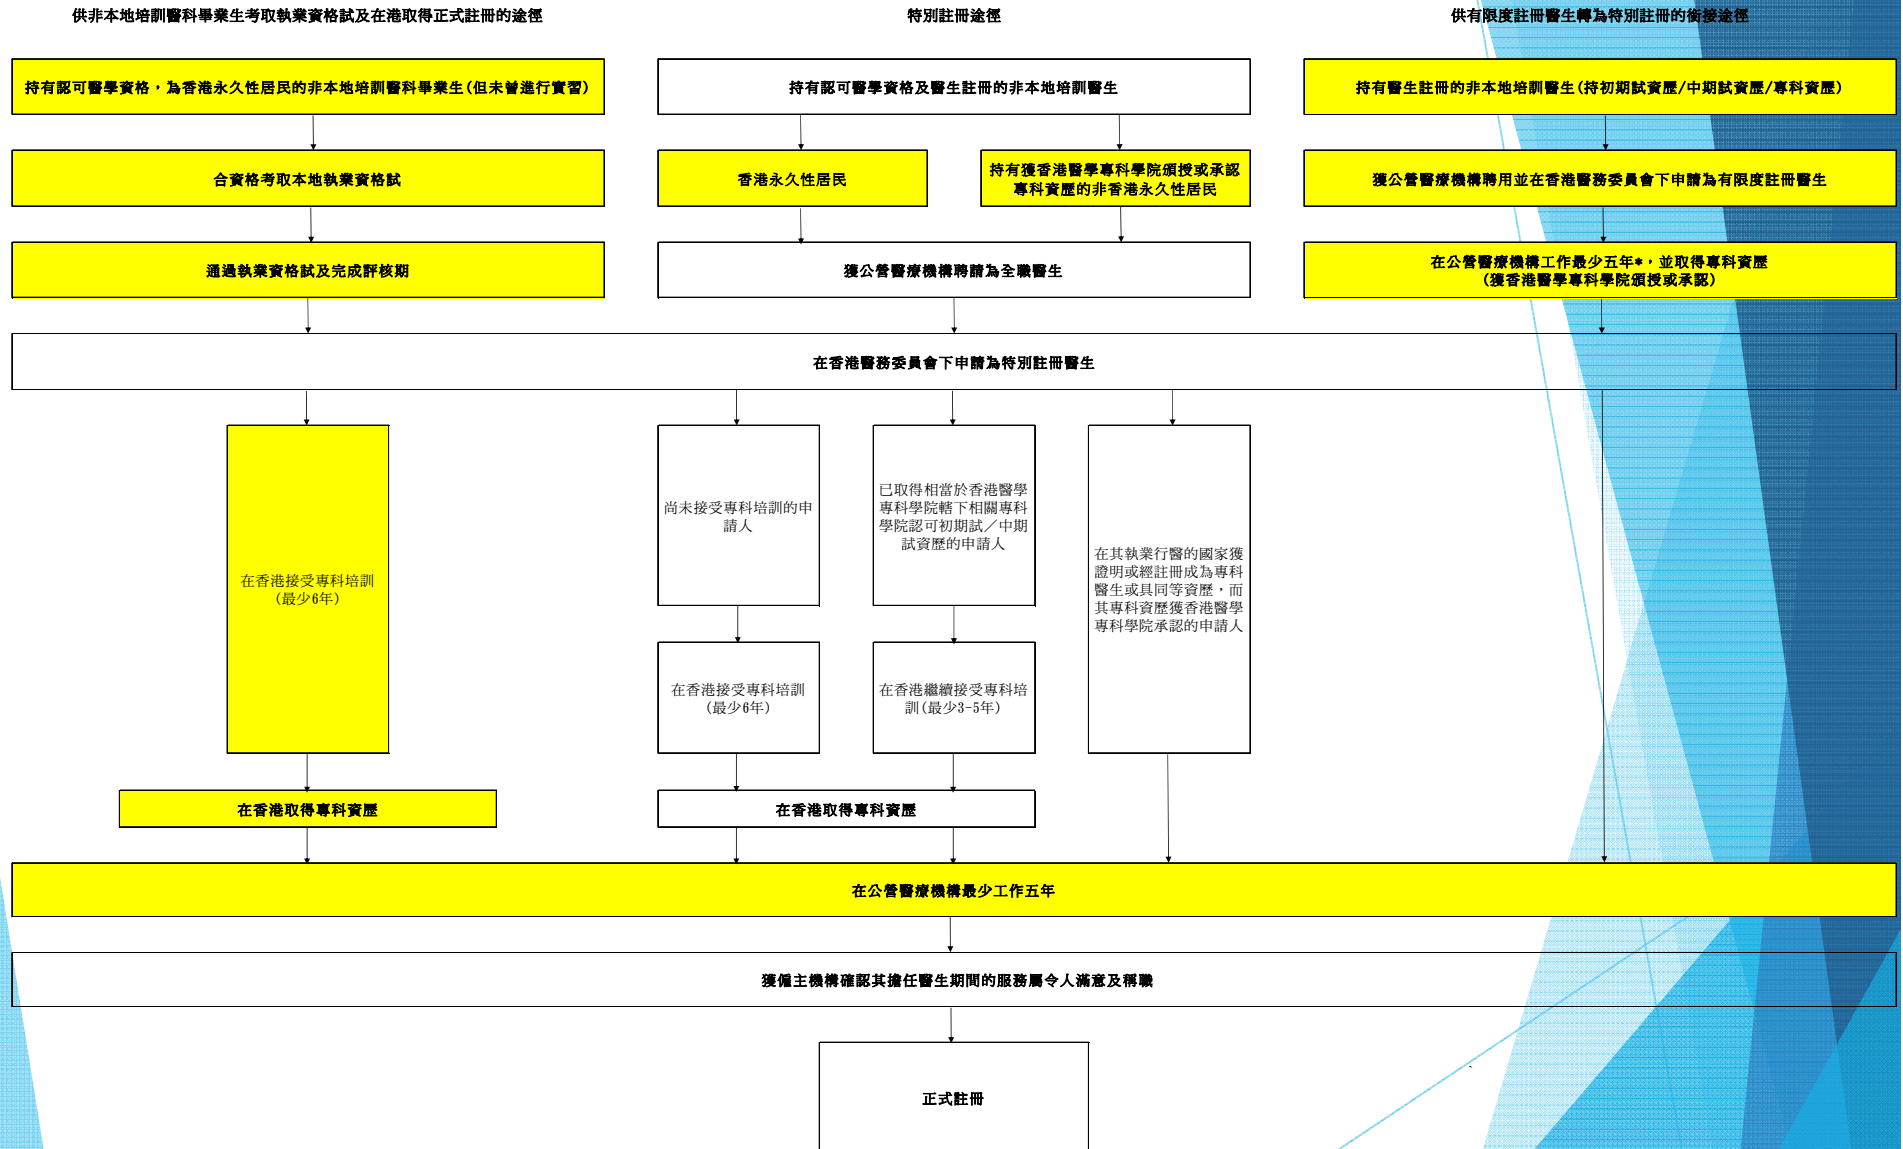 供非本地培訓醫科畢業生考取執業資格試及在港取得正式註冊的途徑
特別註冊途徑
供有限度註冊醫生轉為特別註冊的銜接途徑
持有認可醫學資格，為香港永久性居民的非本地培訓醫科畢業生(但未曾進行實習)
持有認可醫學資格及醫生註冊的非本地培訓醫生
持有醫生註冊的非本地培訓醫生(持初期試資歷/中期試資歷/專科資歷)
合資格考取本地執業資格試
香港永久性居民
持有獲香港醫學專科學院頒授或承認
專科資歷的非香港永久性居民
獲公營醫療機構聘用並在香港醫務委員會下申請為有限度註冊醫生
通過執業資格試及完成評核期
獲公營醫療機構聘請為全職醫生
在公營醫療機構工作最少五年*，並取得專科資歷
(獲香港醫學專科學院頒授或承認)
在香港醫務委員會下申請為特別註冊醫生
在香港接受專科培訓
(最少6年)
尚未接受專科培訓的申
請人
已取得相當於香港醫學
專科學院轄下相關專科
學院認可初期試／中期
試資歷的申請人
在其執業行醫的國家獲
證明或經註冊成為專科
醫生或具同等資歷，而
其專科資歷獲香港醫學
專科學院承認的申請人
在香港接受專科培訓
(最少6年)
在香港繼續接受專科培
訓(最少3-5年)
在香港取得專科資歷
在香港取得專科資歷
在公營醫療機構最少工作五年
獲僱主機構確認其擔任醫生期間的服務屬令人滿意及稱職
正式註冊